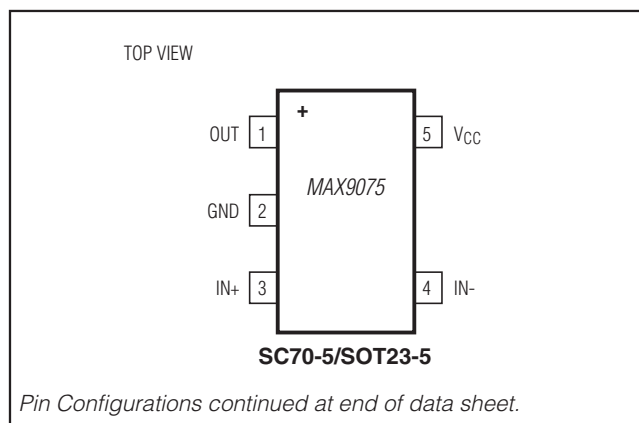 TOP VIEW
+
OUT 1 5 VCC
MAX9075
GND 2
IN+ 3 4 IN-
SC70-5/SOT23-5
Pin Configurations continued at end of data sheet.